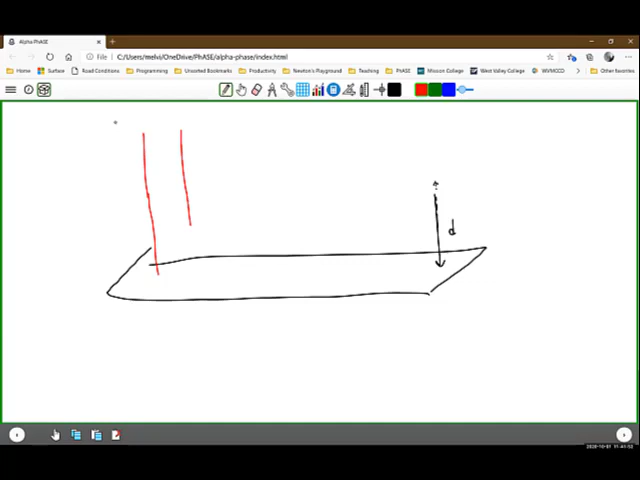 Alpha-PhASE
File
C:/Users/melvi/OneDrive/PhASE/alpha-phase/index.html
Home Surface Road Conditions Programming Unsorted Bookmarks Productivity Newton's Playground Teaching PhASE Mission College West Valley College WVMCCD Other favorites
d